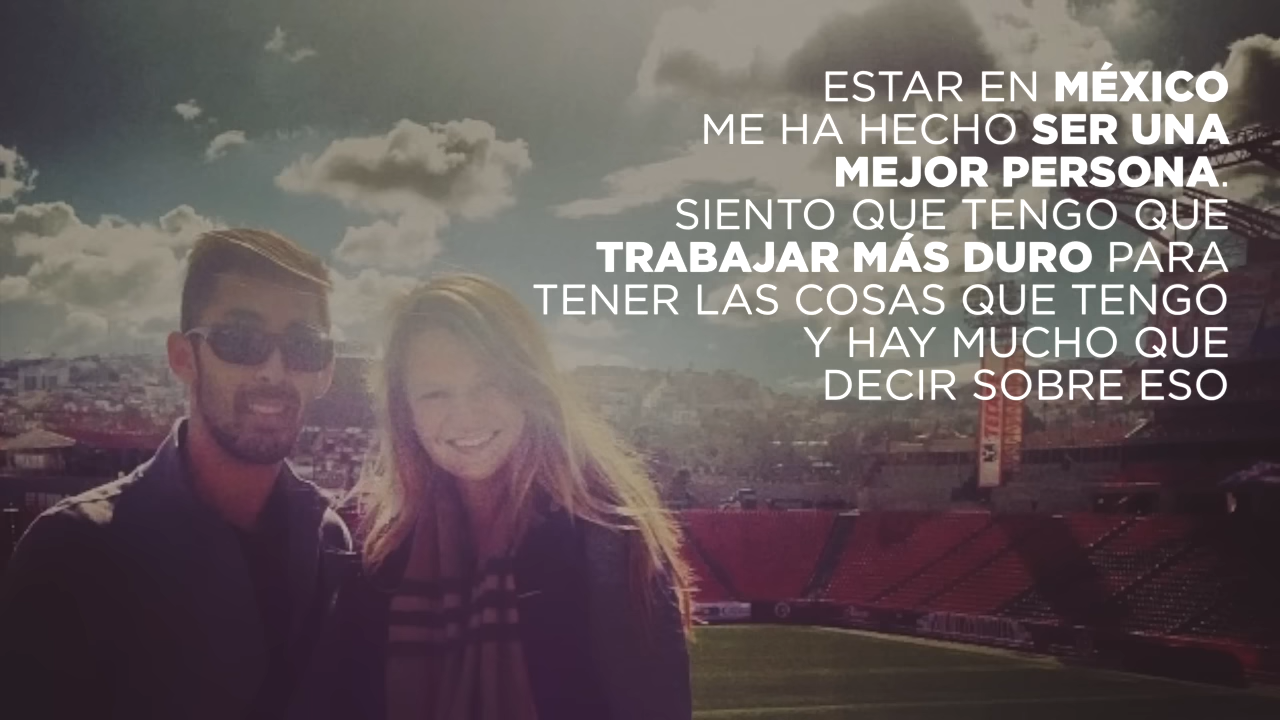 ESTAR EN MÉXICO
ME HA HECHO SER UNA
MEJOR PERSONA.
SIENTO QUE TENGO QUE
TRABAJAR MÁS DURO PARA
TENER LAS COSAS QUE TENGO
Y HAY MUCHO QUE
DECIR SOBRE ESO